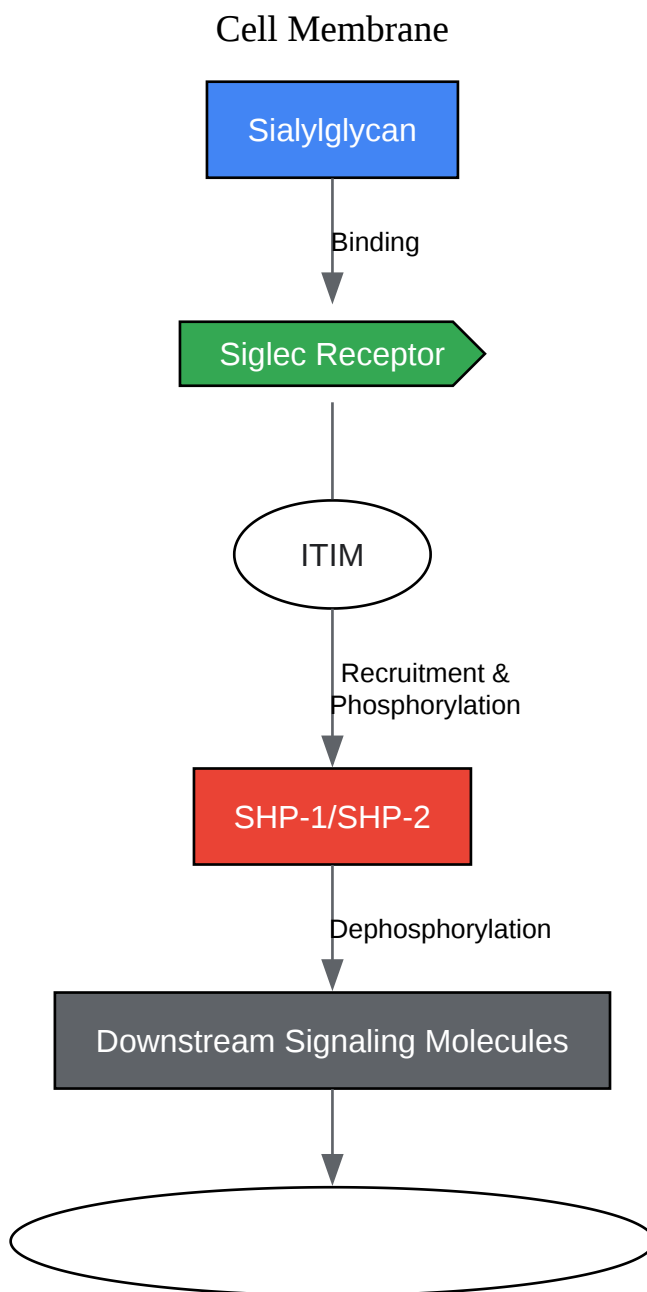 Cell Membrane
Sialylglycan
Binding
Siglec Receptor
ITIM
Recruitment &
Phosphorylation
SHP-1/SHP-2
Dephosphorylation
Downstream Signaling Molecules